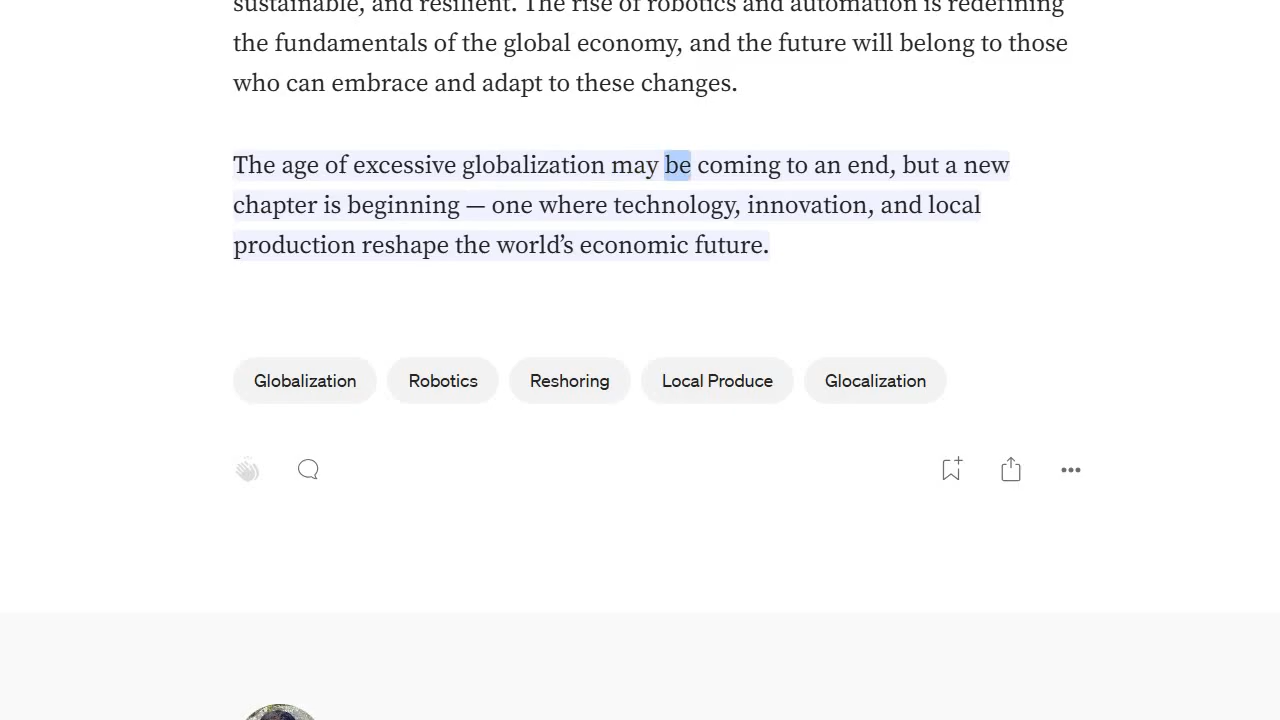 sustainable, and resilient. The rise of robotics and automation is redefining
the fundamentals of the global economy, and the future will belong to those
who can embrace and adapt to these changes.
The age of excessive globalization may be coming to an end, but a new
chapter is beginning — one where technology, innovation, and local
production reshape the world’s economic future.
Globalization Robotics Reshoring Local Produce Glocalization